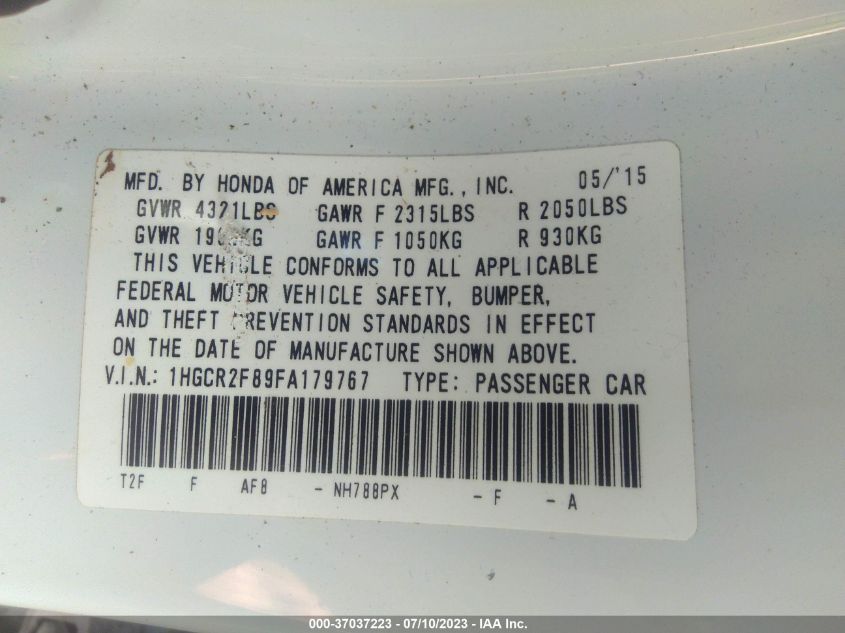 MFD. BY HONDA OF AMERICA MFG., INC. 05/'15
GVWR 4321LBS GAWR F 2315LBS R 2050LBS
GVWR GAWR F 1050KG R 930KG
THIS VEHICLE CONFORMS TO ALL APPLICABLE
FEDERAL MOTOR VEHICLE SAFETY, BUMPER,
AND THEFT PREVENTION STANDARDS IN EFFECT
ON THE DATE OF MANUFACTURE SHOWN ABOVE.
V.I.N.: 1HGCR2F89FA179767 TYPE: PASSENGER CAR
T2F F AF8 - NH788PX - F - A
000-37037223 - 07/10/2023 - IAA Inc.